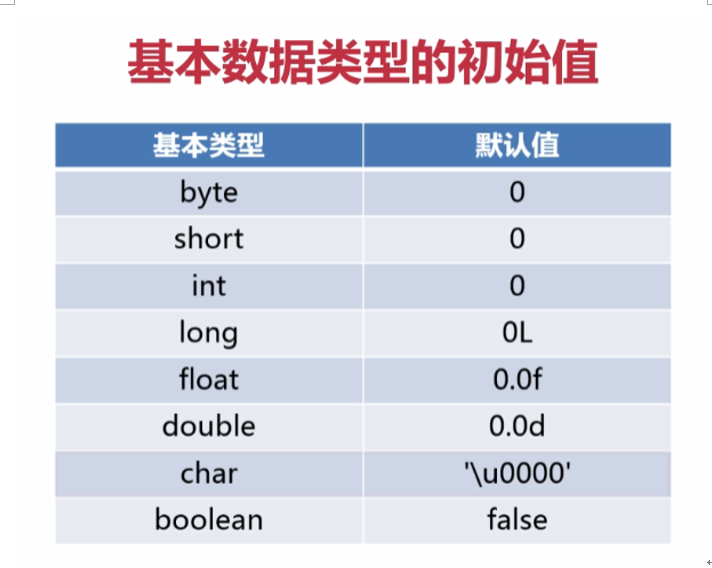 基本数据类型的初始值
基本类型 默认值
byte 0
short 0
int 0
long 0L
float 0.0f
double 0.0d
char '\u0000'
boolean false